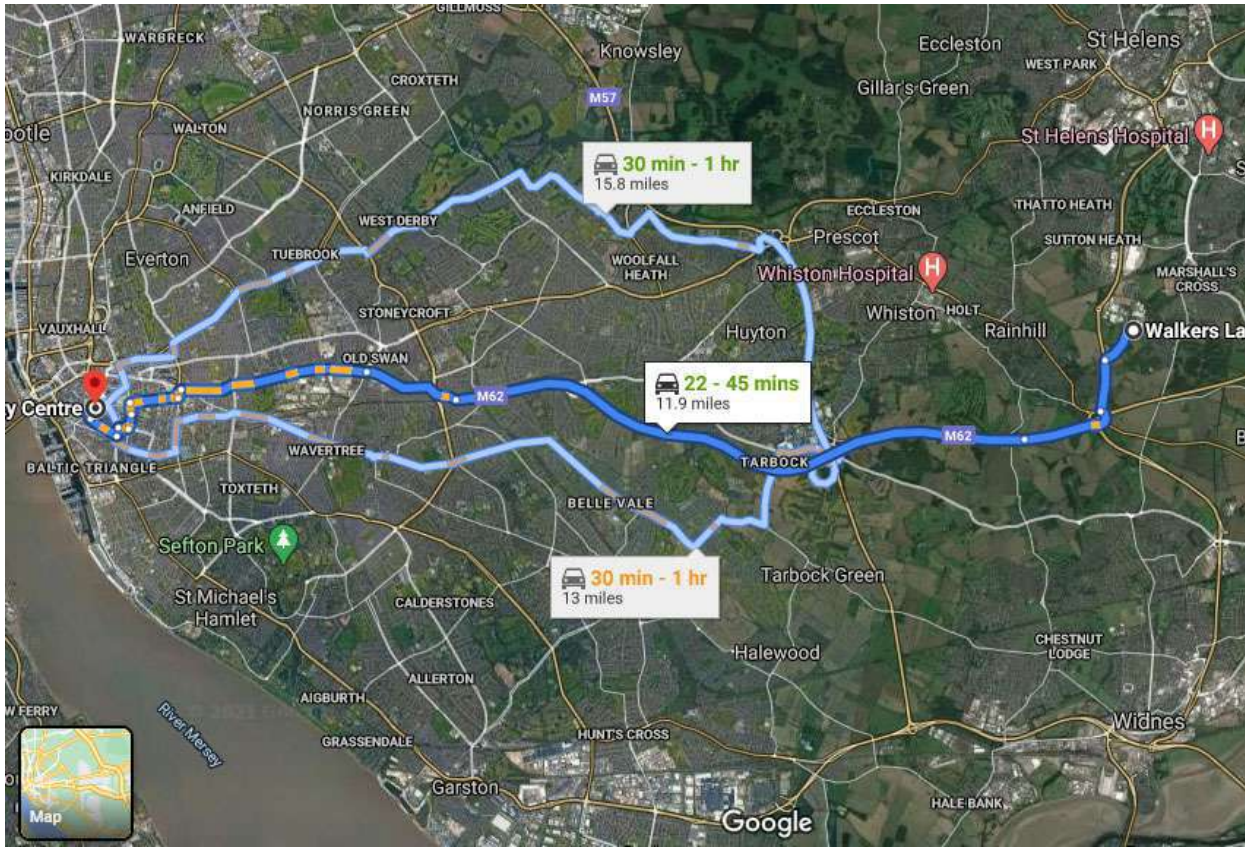 GILLMOSS
WARBRECK
Knowsley
Eccleston
St Helens
WEST PARK
CROXTETH
Gillar's Green
M57
NORRIS GREEN
WALTON
ootle
St Helens Hospital
H
S
30 min - 1 hr
15.8 miles
KIRKDALE
ANFIELD
WEST DERBY
ECCLESTON
THATTO HEATH
Everton
TUEBROOK
Prescot
SUTTON HEATH
WOOLFALL
HEATH
Whiston Hospital
H
MARSHALL'S
CROSS
VAUXHALL
STONEYCROFT
Whiston
HOLT
Huyton
Rainhill
Walkers La
OLD SWAN
22 - 45 mins
11.9 miles
y Centre
M62
M62
WAVERTREE
BALTIC TRIANGLE
TARBOCK
B
TOXTETH
BELLE VALE
Sefton Park
30 min - 1 hr
13 miles
Tarbock Green
St Michael's
Hamlet
CALDERSTONES
CHESTNUT
LODGE
Halewood
ALLERTON
AIGBURTH
W FERRY
River Mersey
Widnes
GRASSENDALE
HUNT'S CROSS
Garston
HALE BANK
Map
Google